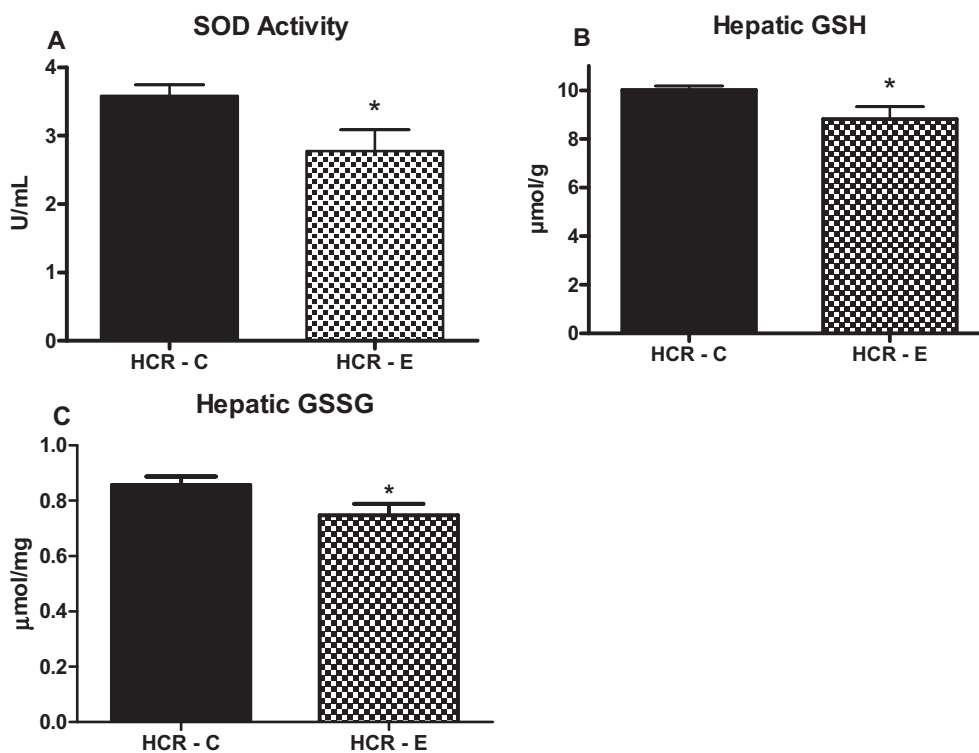 A
SOD Activity
4
3
2
1
0
U/mL
*
HCR - C
HCR - E
B
Hepatic GSH
10
8
6
4
2
0
µmol/g
*
HCR - C
HCR - E
C
Hepatic GSSG
1.0
0.8
0.6
0.4
0.2
0.0
µmol/mg
*
HCR - C
HCR - E